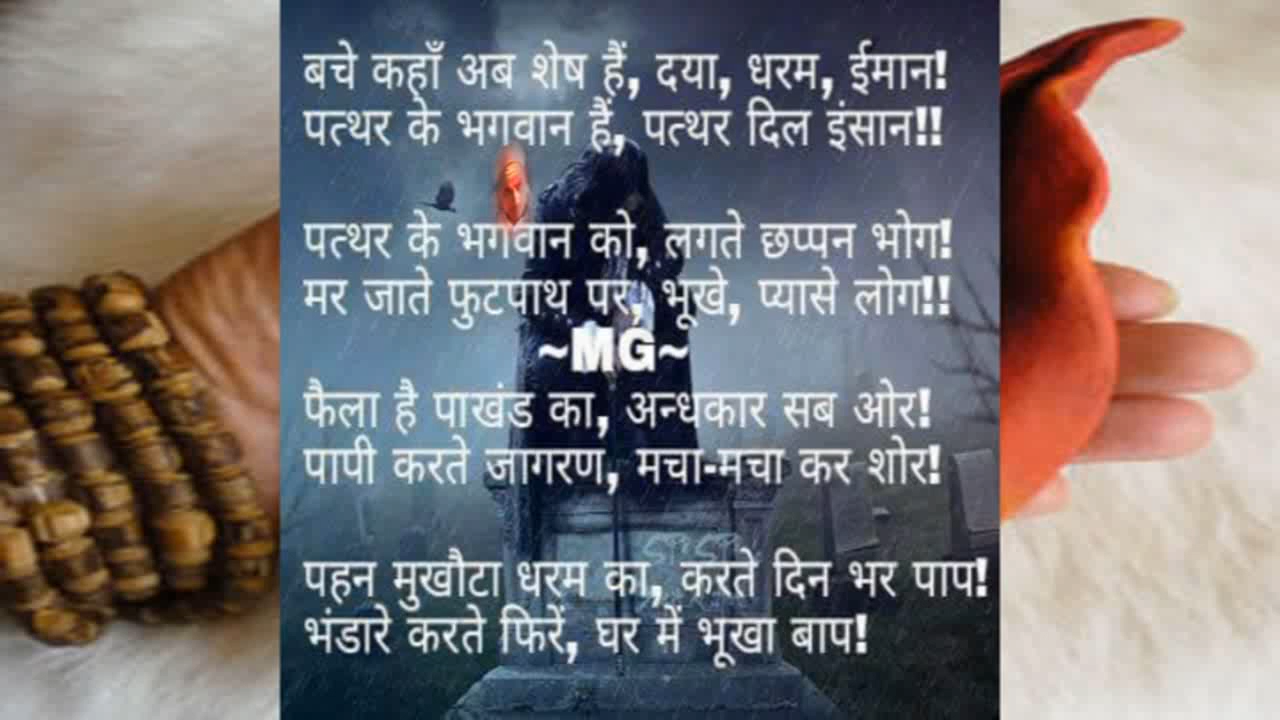 बचे कहाँ अब शेष हैं, दया, धरम, ईमान!
पत्थर के भगवान हैं, पत्थर दिल इंसान!!
पत्थर के भगवान को, लगते छप्पन भोग!
मर जाते फुटपाथ पर, भूखे, प्यासे लोग!!
~MG~
फैला है पाखंड का, अन्धकार सब ओर!
पापी करते जागरण, मचा-मचा कर शोर!
पहन मुखौटा धरम का, करते दिन भर पाप!
भंडारे करते फिरें, घर में भूखा बाप!